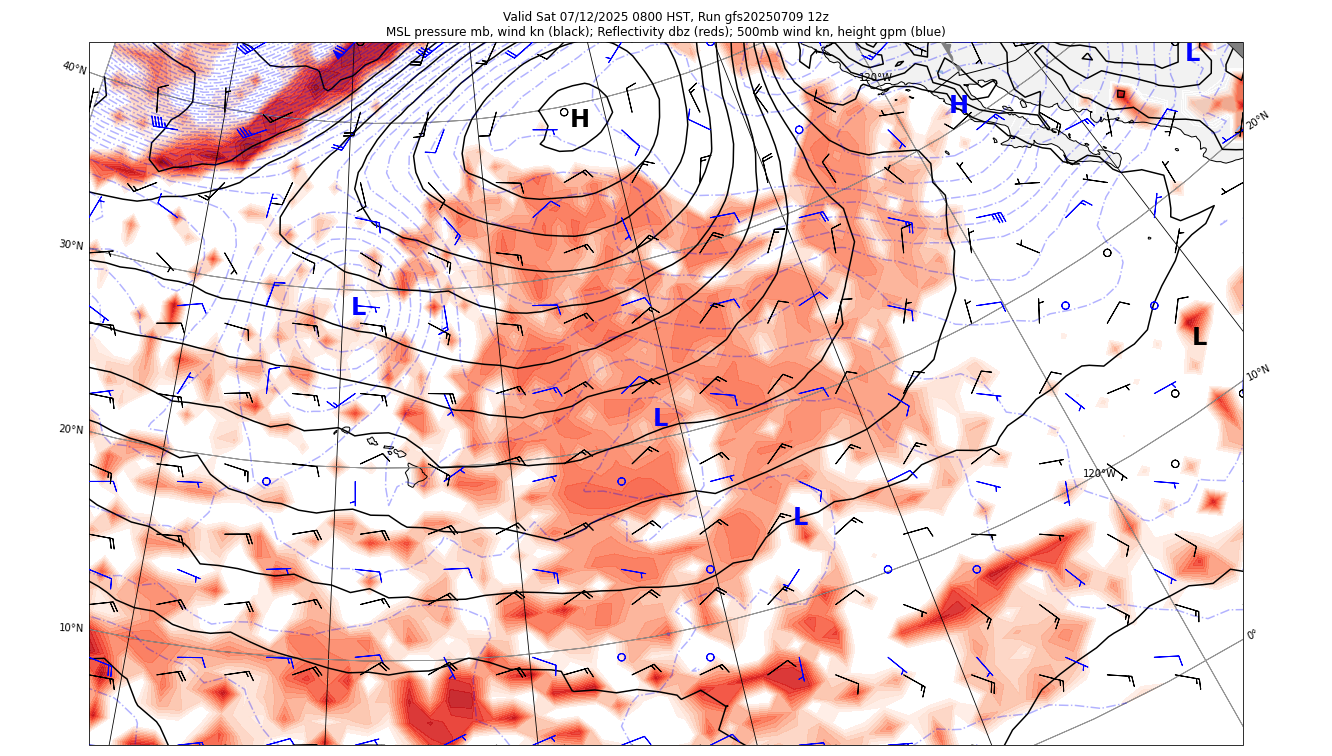 Valid Sat 07/12/2025 0800 HST, Run gfs20250709 12z
MSL pressure mb, wind kn (black); Reflectivity dbz (reds); 500mb wind kn, height gpm (blue)
L
40°N
120°W
H
H
20°N
30°N
L
L
10°N
L
20°N
120°W
L
10°N
0°